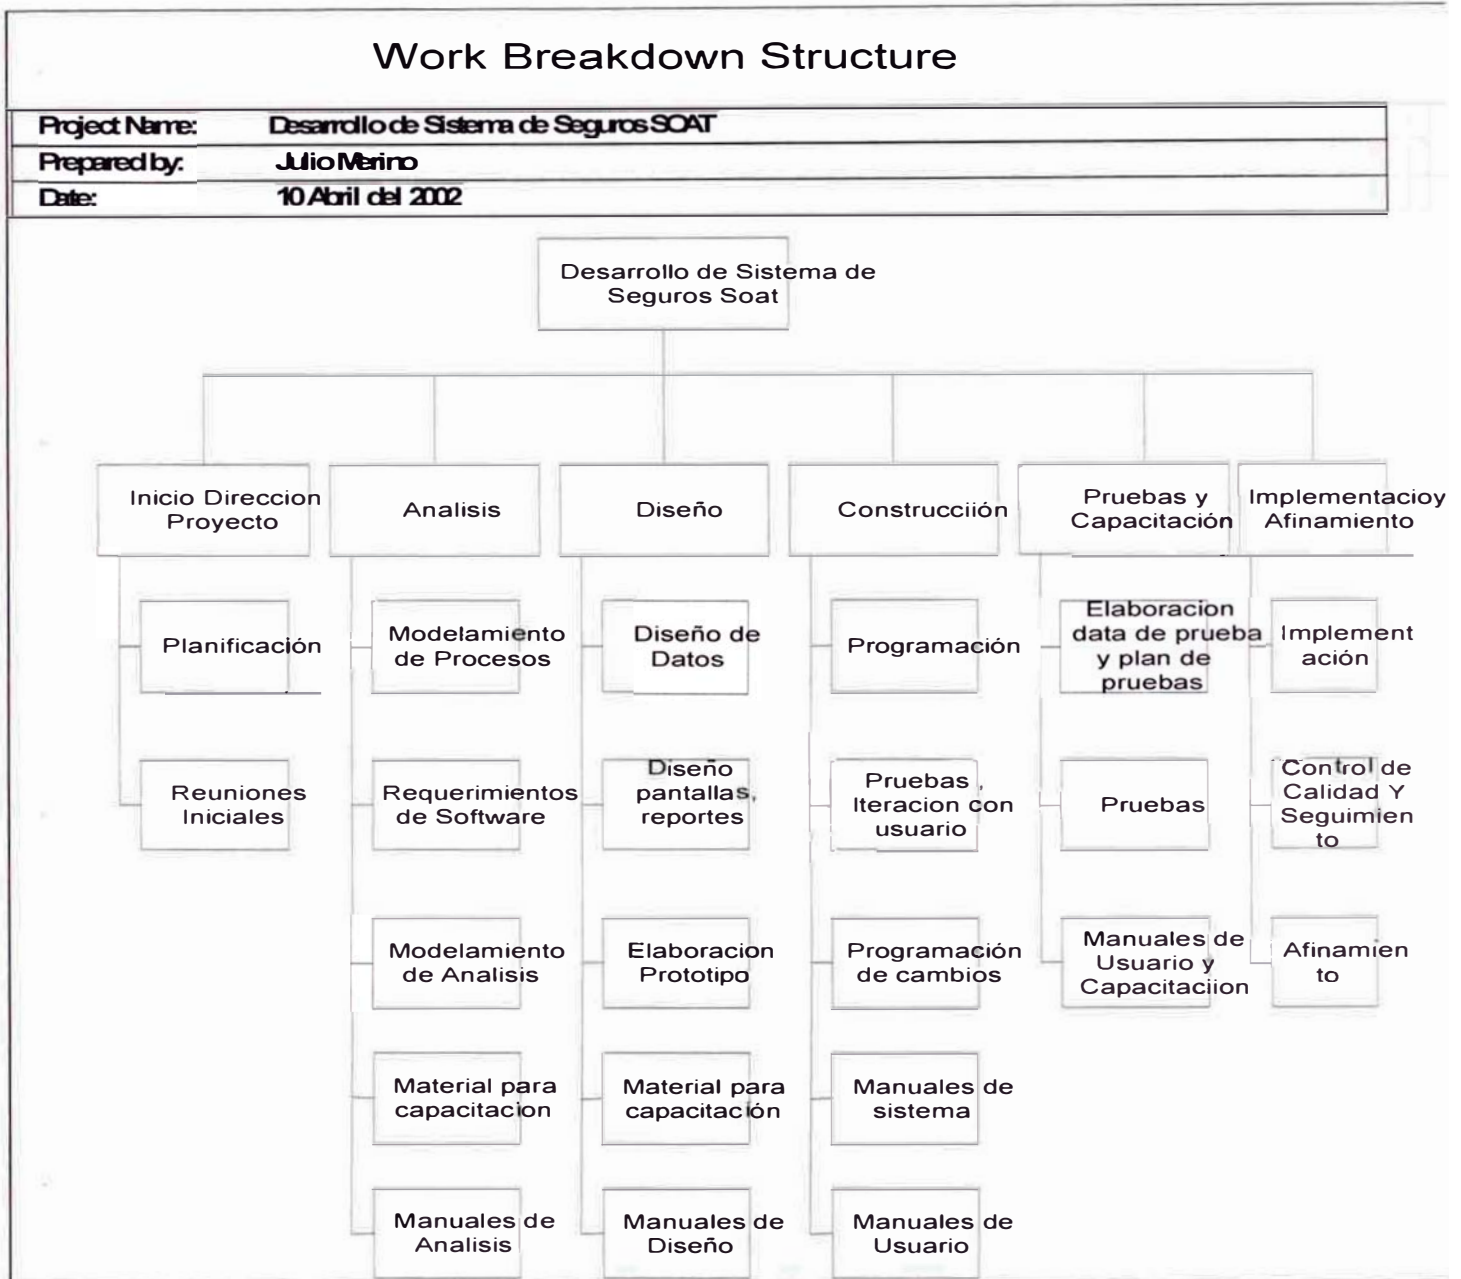 Work Breakdown Structure
Project Name: Desarrollo de Sistema de Seguros SOAT
Prepared by: Julio Merino
Date: 10 Abril del 2002
Desarrollo de Sistema de
Seguros Soat
Inicio Direccion
Proyecto
Analisis
Diseño
Construcciión
Pruebas y
Capacitación
Implementacioy
Afinamiento
Planificación
Modelamiento
de Procesos
Diseño de
Datos
Programación
Elaboracion
data de prueba
y plan de
pruebas
Implement
ación
Reuniones
Iniciales
Requerimientos
de Software
Diseño
pantallas,
reportes
Pruebas ,
Iteracion con
usuario
Pruebas
Control de
Calidad Y
Seguimien
to
Modelamiento
de Analisis
Elaboracion
Prototipo
Programación
de cambios
Manuales de
Usuario y
Capacitaciion
Afinamien
to
Material para
capacitacion
Material para
capacitación
Manuales de
sistema
Manuales de
Analisis
Manuales de
Diseño
Manuales de
Usuario